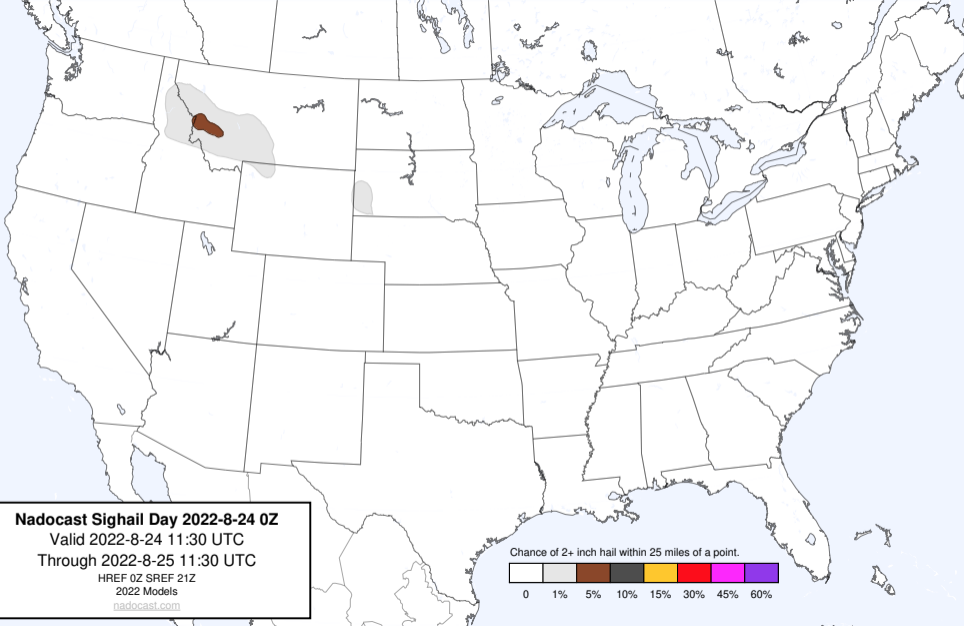 Nadocast Sighail Day 2022-8-24 0Z
Valid 2022-8-24 11:30 UTC
Through 2022-8-25 11:30 UTC
HREF 0Z SREF 21Z
2022 Models
nadocast.com
Chance of 2+ inch hail within 25 miles of a point.
0 1% 5% 10% 15% 30% 45% 60%